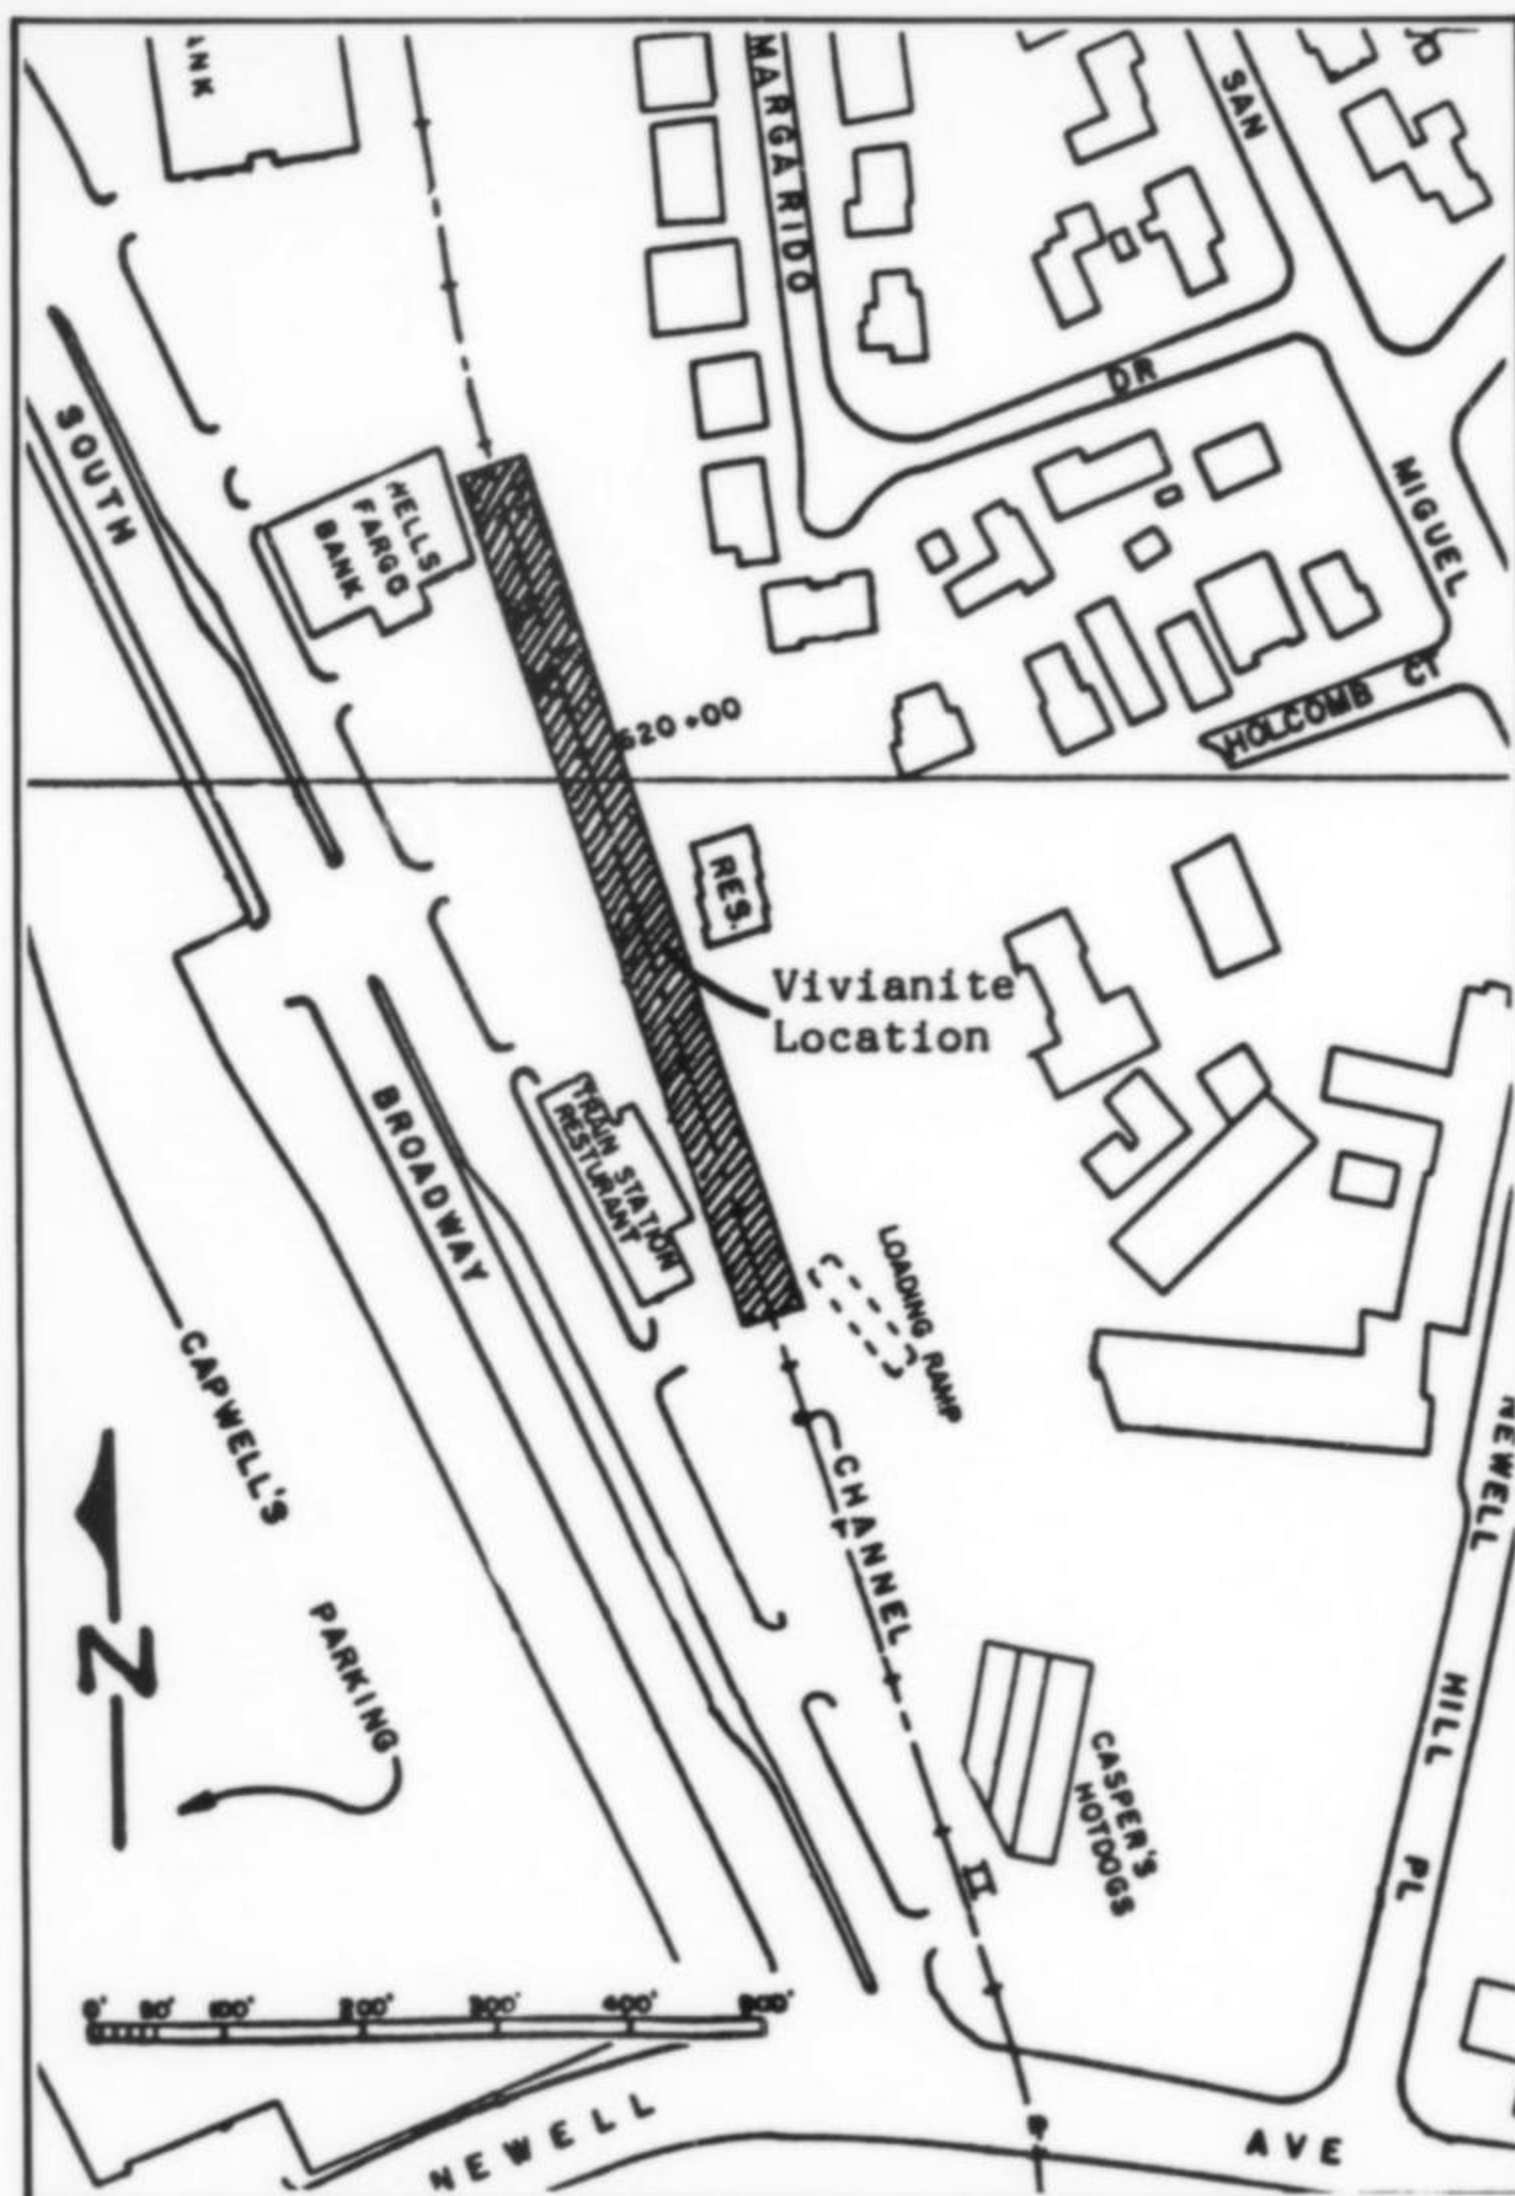 ANK
MARGARIDO
SAN
DR
SOUTH
WELLS
FARGO
BANK
MIGUEL
HOLCOMB CT
620+00
RES.
Vivianite
Location
BROADWAY
TRAIN STATION
RESTURANT
LOADING RAMP
CAPWELL'S
PARKING
CHANNEL
NEWELL
HILL
PL
N
CASPER'S
HOTDOGS
0' 50' 100' 200' 300' 400' 500'
NEWELL
AVE